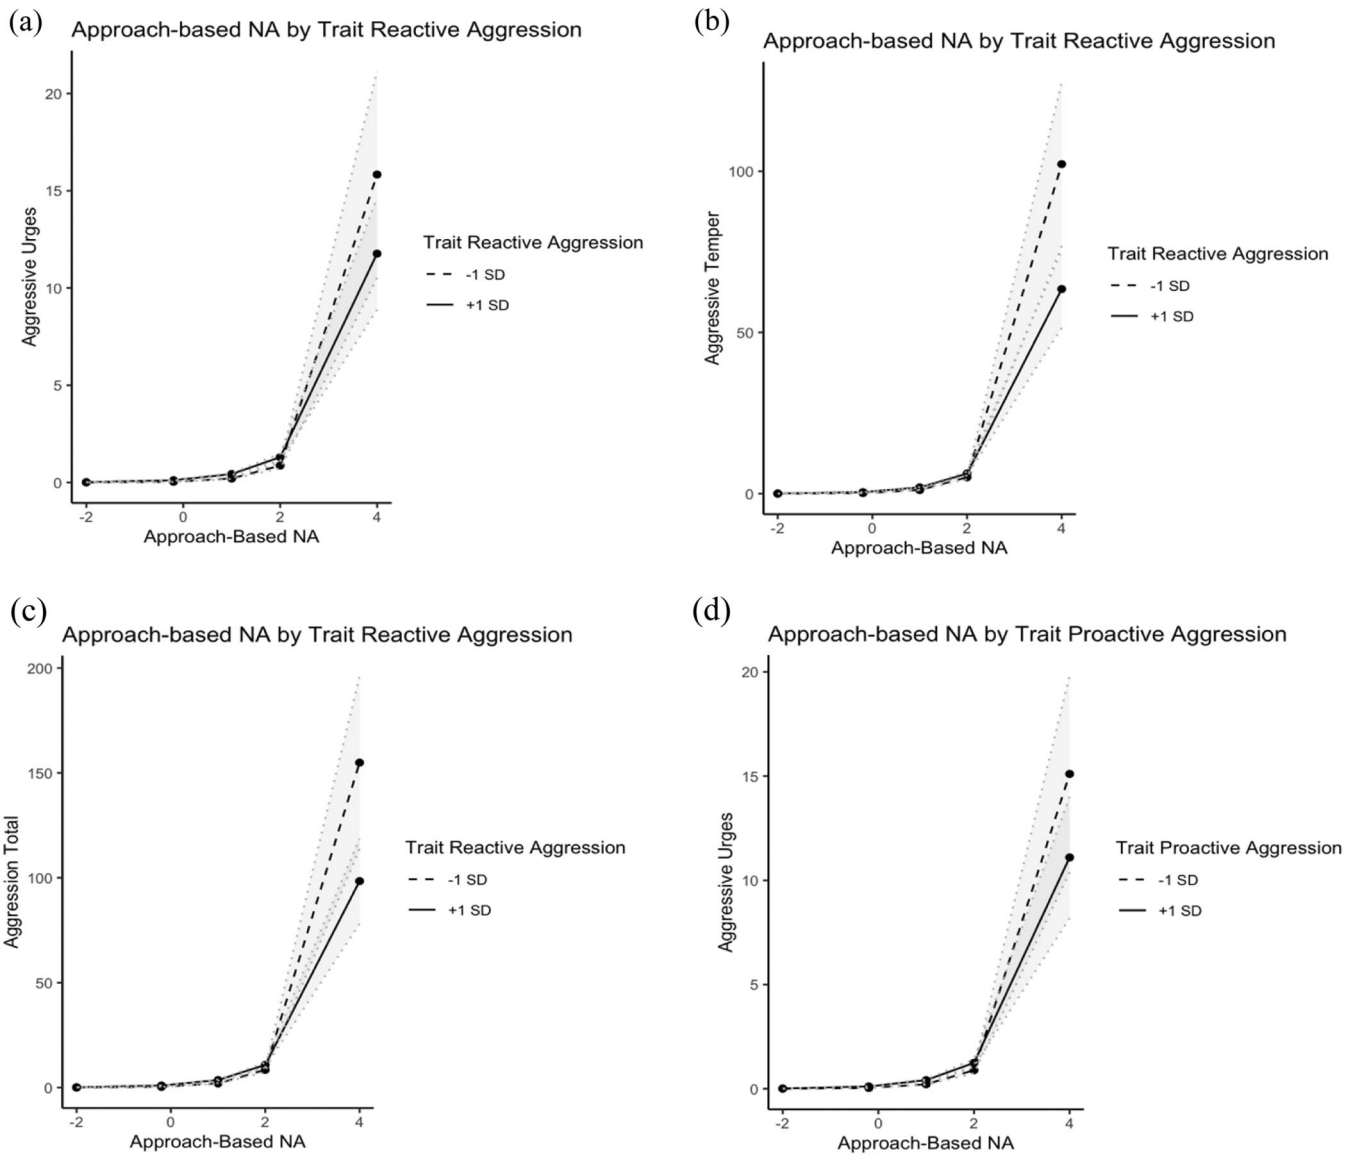 (a)
Approach-based NA by Trait Reactive Aggression
20
15
10
5
0
Aggressive Urges
-2 0 2 4
Approach-Based NA
Trait Reactive Aggression
-1 SD
+1 SD
(b)
Approach-based NA by Trait Reactive Aggression
100
50
0
Aggressive Temper
-2 0 2 4
Approach-Based NA
Trait Reactive Aggression
-1 SD
+1 SD
(c)
Approach-based NA by Trait Reactive Aggression
200
150
100
50
0
Aggression Total
-2 0 2 4
Approach-Based NA
Trait Reactive Aggression
-1 SD
+1 SD
(d)
Approach-based NA by Trait Proactive Aggression
20
15
10
5
0
Aggressive Urges
-2 0 2 4
Approach-Based NA
Trait Proactive Aggression
-1 SD
+1 SD